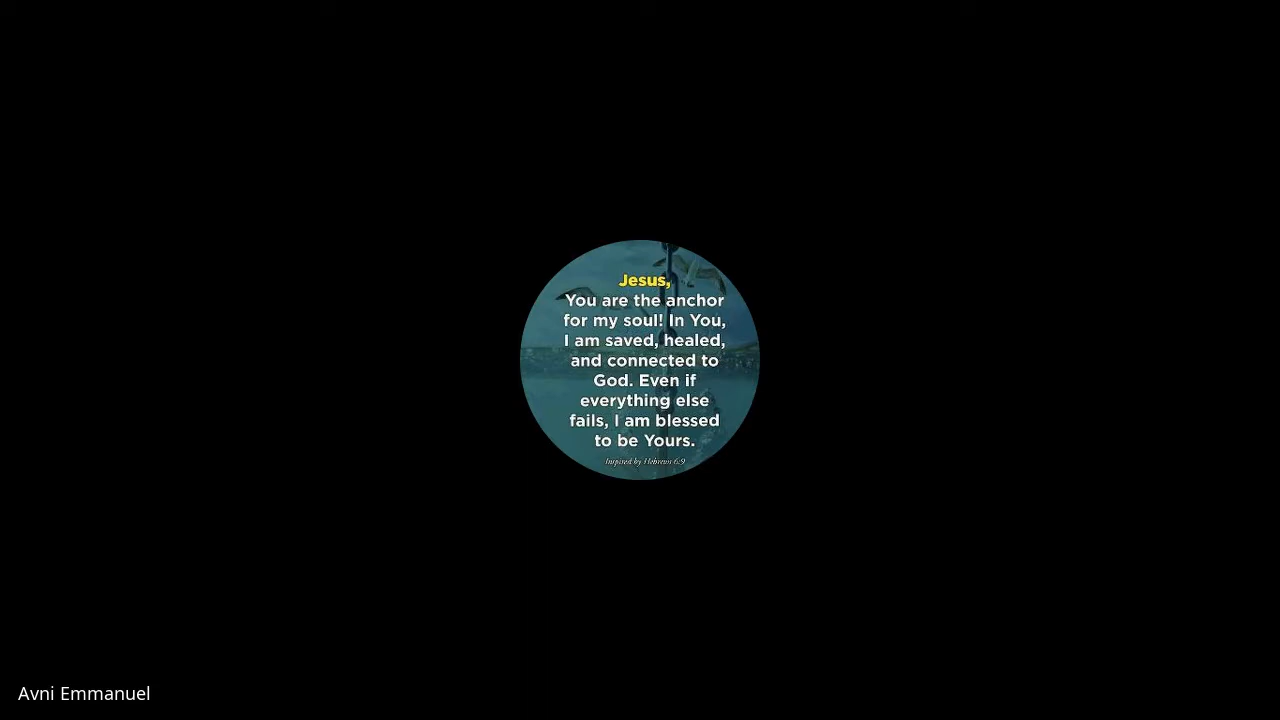 Jesus,
You are the anchor
for my soul! In You,
I am saved, healed,
and connected to
God. Even if
everything else
fails, I am blessed
to be Yours.
Inspired by Hebrews 6:9
Avni Emmanuel